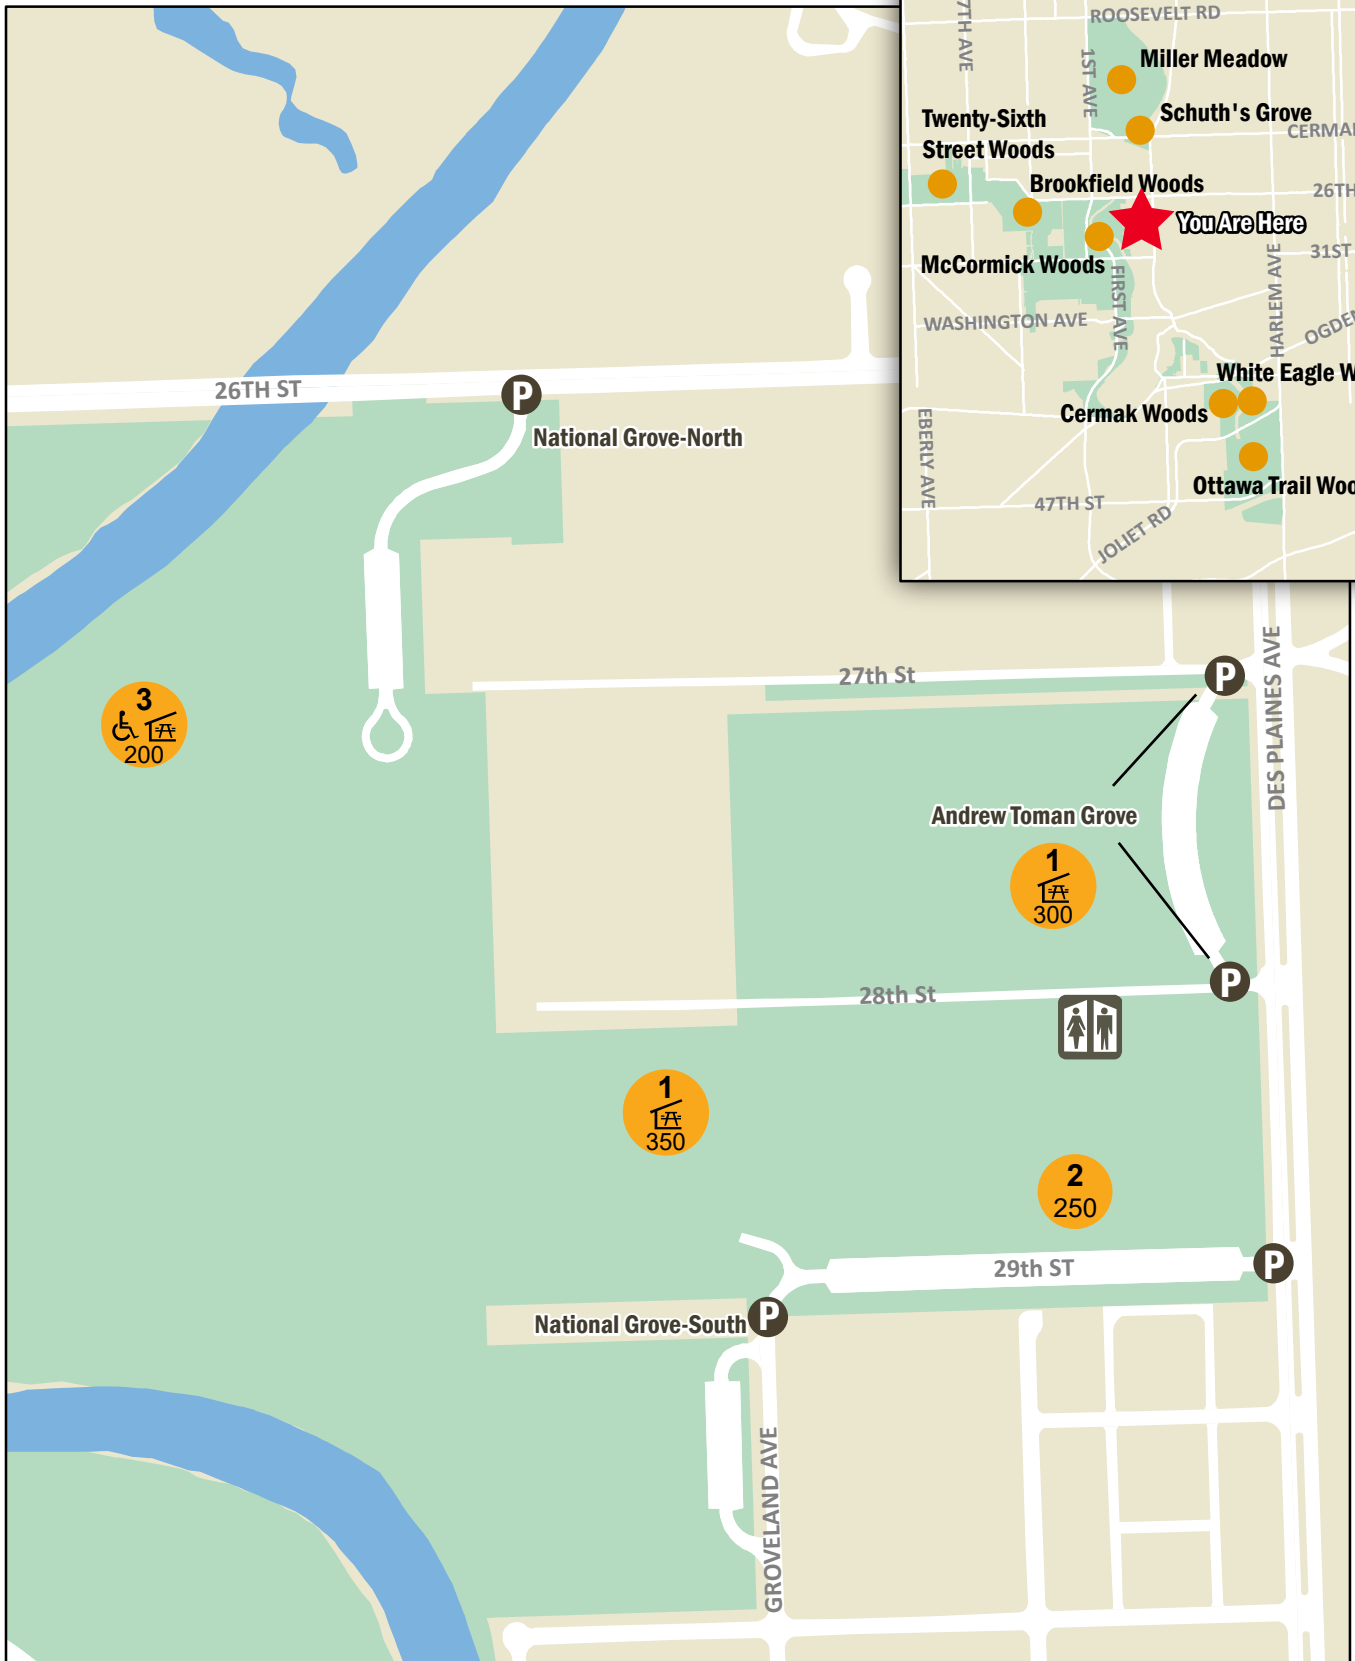 7TH AVE
ROOSEVELT RD
1ST AVE
Miller Meadow
Schuth's Grove
Twenty-Sixth
Street Woods
Brookfield Woods
26TH
You Are Here
McCormick Woods
31ST
FIRST AVE
HARLEM AVE
WASHINGTON AVE
White Eagle W
Cermak Woods
EBERLY AVE
Ottawa Trail
47TH ST
JOLIET RD
26TH ST
P
National Grove-North
27th St
P
DES PLAINES AVE
3
200
Andrew Toman Grove
1
300
28th St
P
1
350
2
250
29th ST
P
National Grove-South
P
GROVELAND AVE